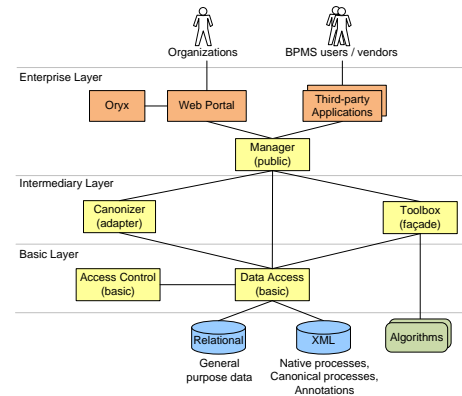 Organizations
BPMS users / vendors
Enterprise Layer
Oryx
Web Portal
Third-party
Applications
Manager
(public)
Intermediary Layer
Canonizer
(adapter)
Toolbox
(façade)
Basic Layer
Access Control
(basic)
Data Access
(basic)
Relational
XML
Algorithms
General
purpose data
Native processes,
Canonical processes,
Annotations